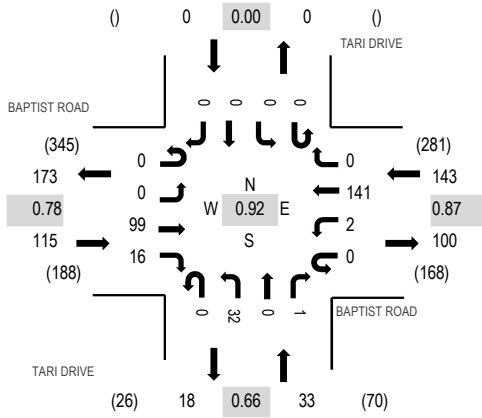 () 0 0.00 0 ()
TARI DRIVE
BAPTIST ROAD
0 0 0 0
(345) (281)
173 0 0 143
0 N 141
0.78 W 0.92 E 0.87
99 S 2
115 16 0 100
(188) (168)
0 32 0 1
BAPTIST ROAD
TARI DRIVE
(26) 18 0.66 33 (70)